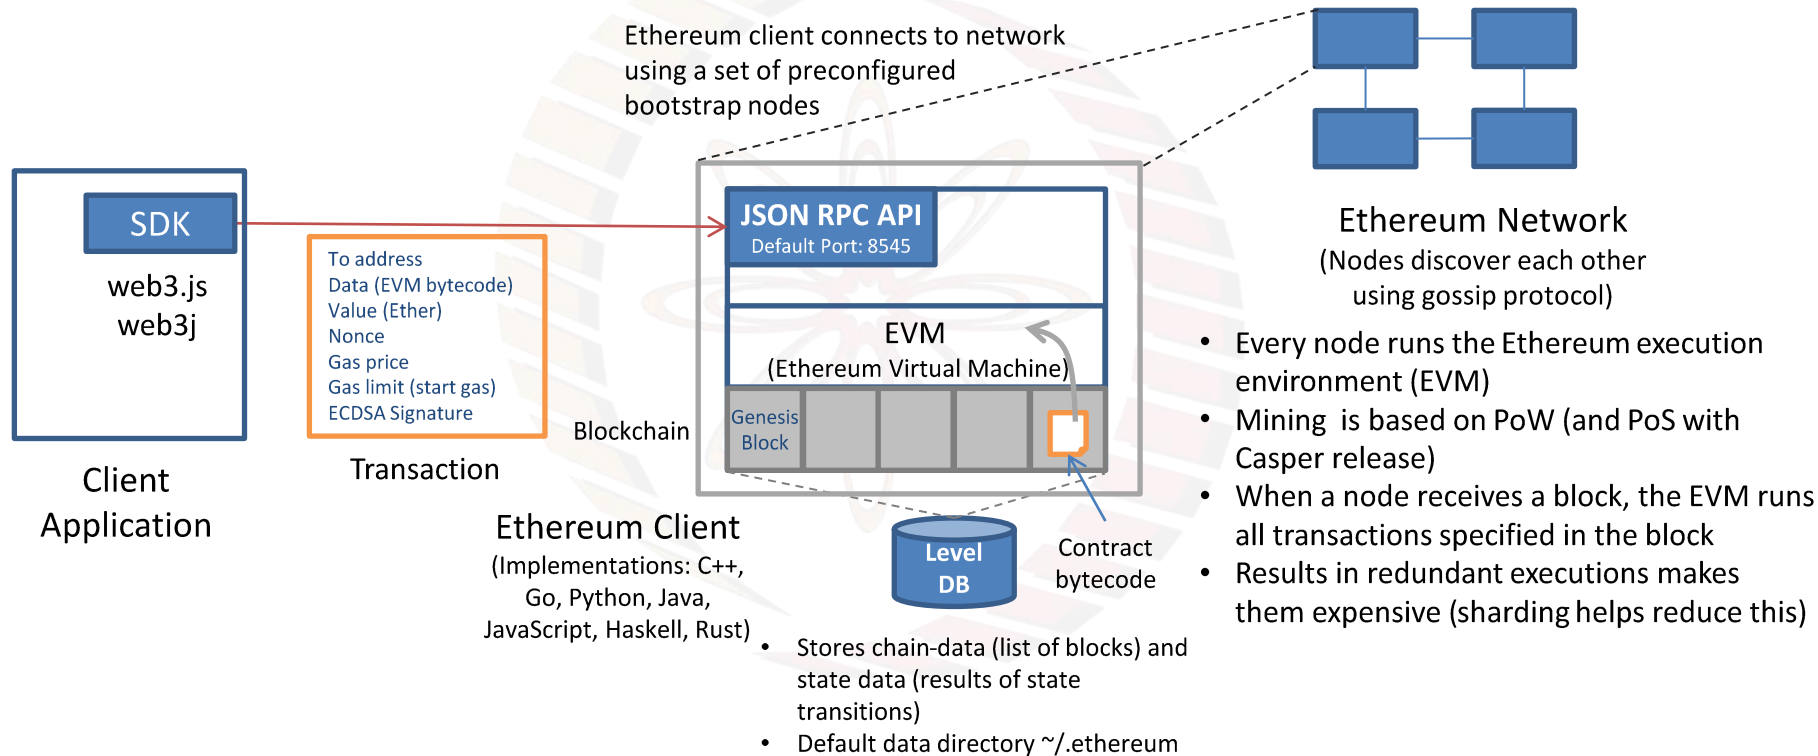 Ethereum client connects to network
using a set of preconfigured
bootstrap nodes
SDK
web3.js
web3j
Client
Application
To address
Data (EVM bytecode)
Value (Ether)
Nonce
Gas price
Gas limit (start gas)
ECDSA Signature
Transaction
JSON RPC API
Default Port: 8545
EVM
(Ethereum Virtual Machine)
Blockchain
Genesis
Block
Ethereum Client
(Implementations: C++,
Go, Python, Java,
JavaScript, Haskell, Rust)
Level
DB
Contract
bytecode
• Stores chain-data (list of blocks) and
state data (results of state
transitions)
• Default data directory ~/.ethereum
Ethereum Network
(Nodes discover each other
using gossip protocol)
• Every node runs the Ethereum execution
environment (EVM)
• Mining is based on PoW (and PoS with
Casper release)
• When a node receives a block, the EVM runs
all transactions specified in the block
• Results in redundant executions makes
them expensive (sharding helps reduce this)